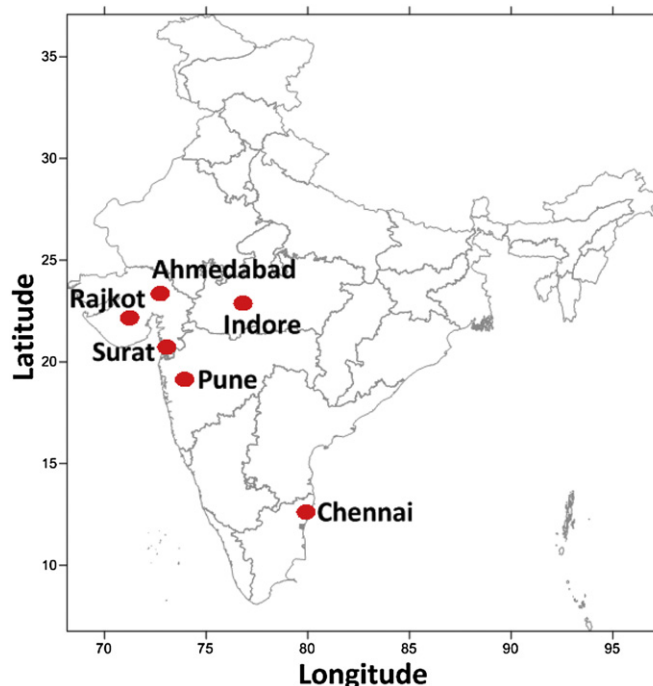 35
30
25
20
15
10
Latitude
Ahmedabad
Rajkot
Indore
Surat
Pune
Chennai
70 75 80 85 90 95
Longitude